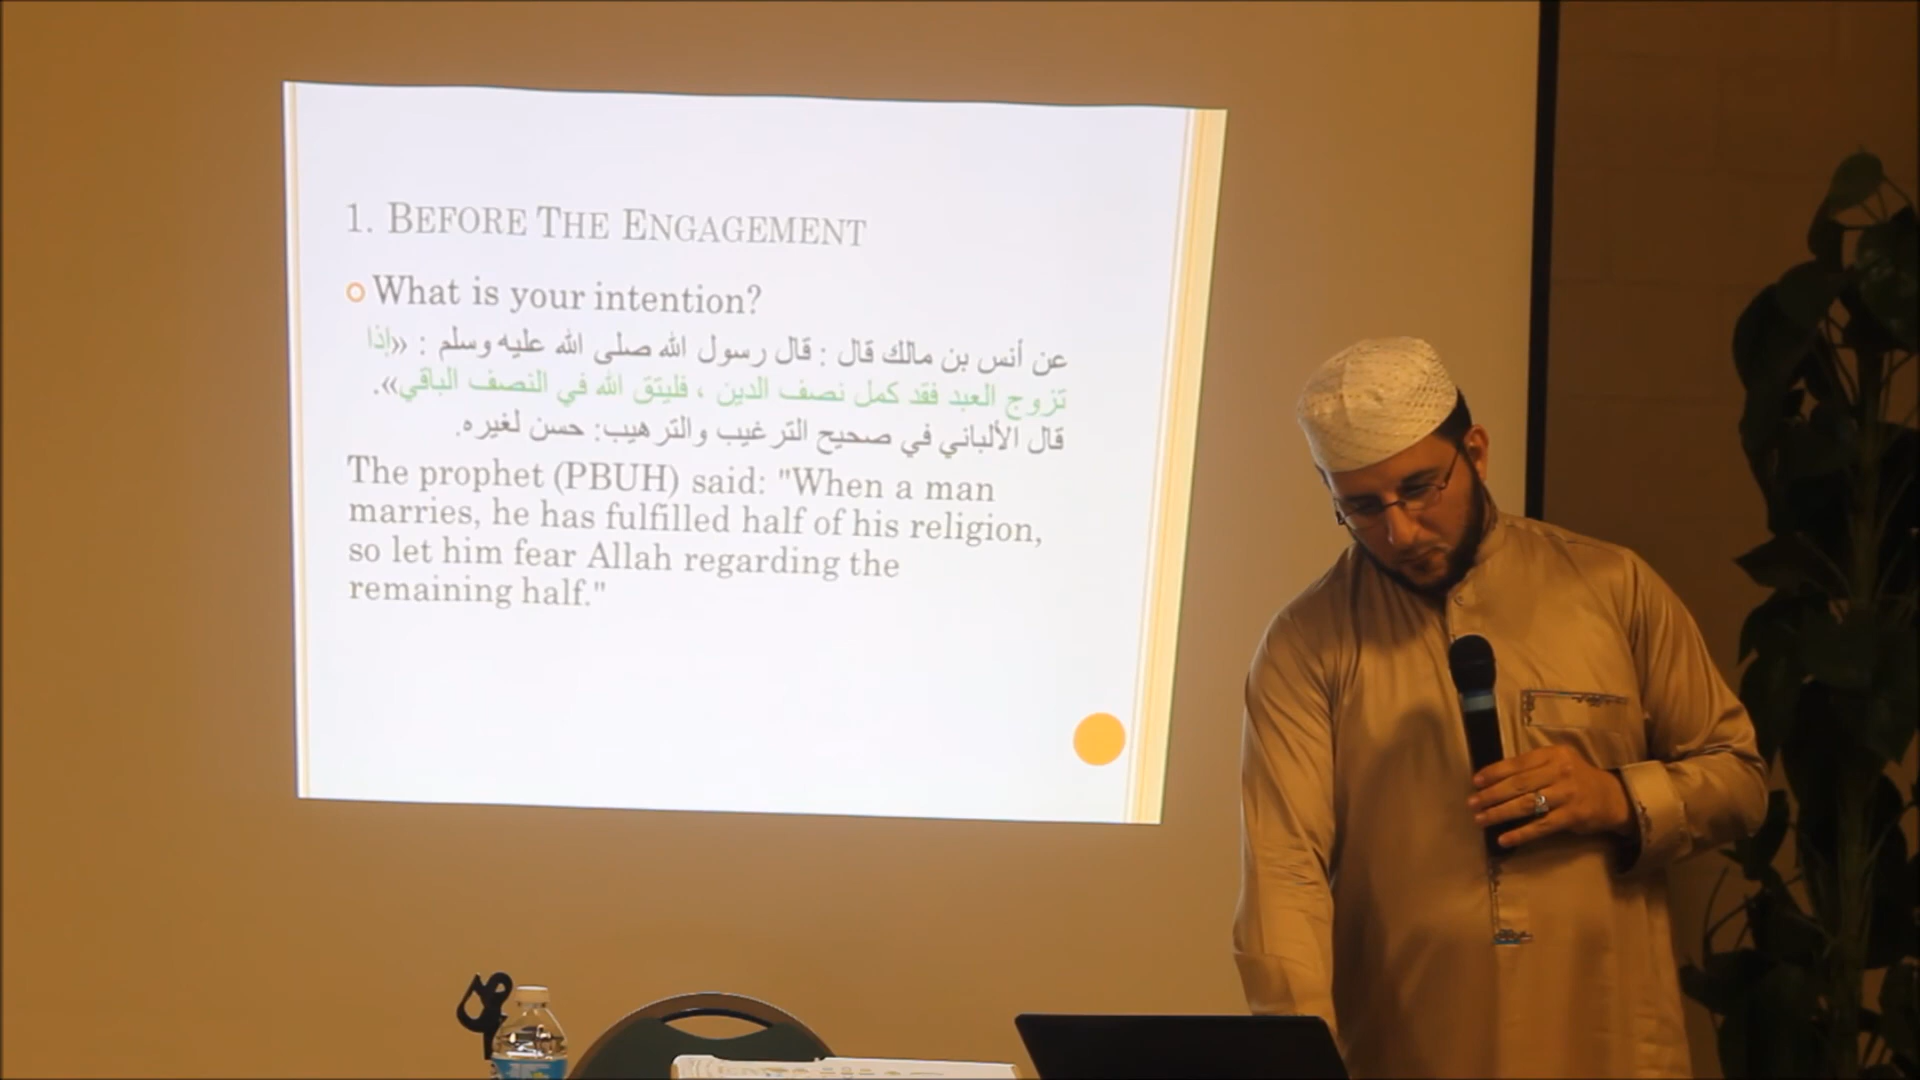 1. BEFORE THE ENGAGEMENT
What is your intention?
عن أنس بن مالك قال : قال رسول الله صلى الله عليه وسلم : «إذا
تزوج العبد فقد كمل نصف الدين ، فليتق الله في النصف الباقي».
قال الألباني في صحيح الترغيب والترهيب: حسن لغيره.
The prophet (PBUH) said: "When a man
marries, he has fulfilled half of his religion,
so let him fear Allah regarding the
remaining half."